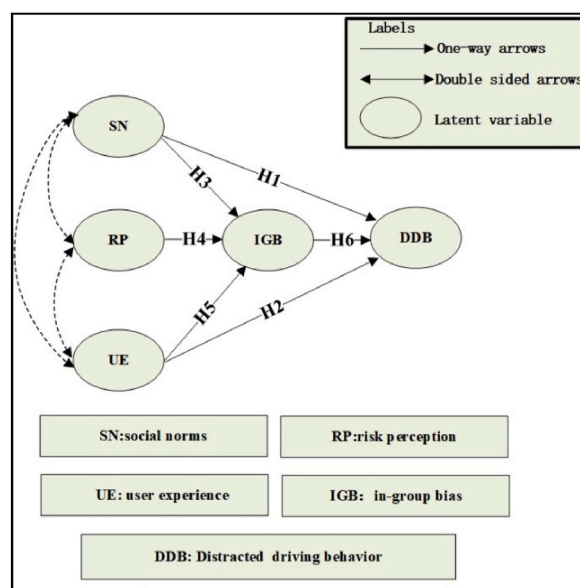 Labels
One-way arrows
Double sided arrows
Latent variable
SN
H1
H3
RP
H4
IGB
H6
DDB
H5
H2
UE
SN:social norms
RP:risk perception
UE: user experience
IGB: in-group bias
DDB: Distracted driving behavior